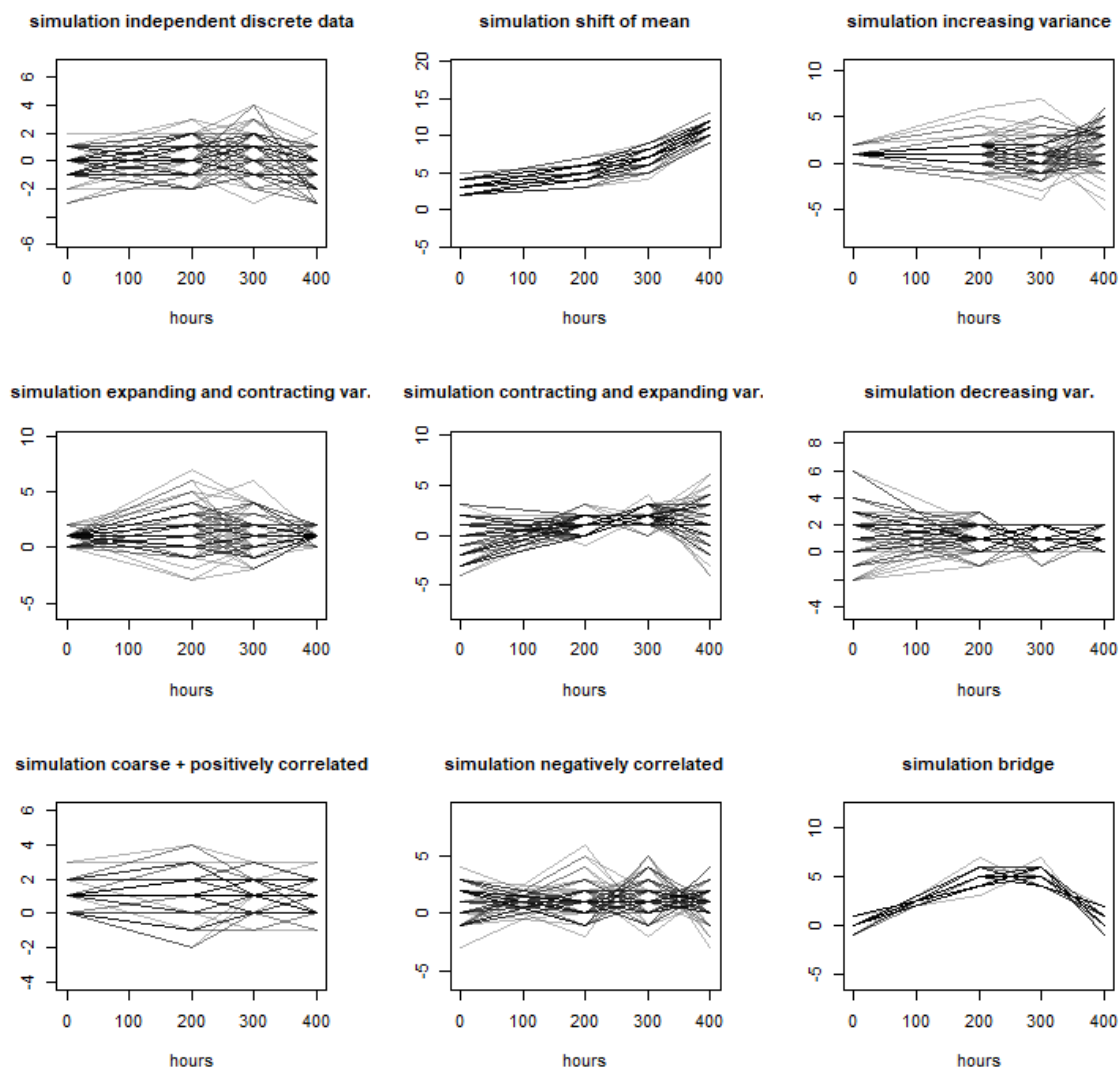 simulation independent discrete data
simulation shift of mean
simulation increasing variance
6
4
2
0
-2
-6
0 100 200 300 400
hours
20
15
10
5
0
-5
0 100 200 300 400
hours
10
5
0
-5
0 100 200 300 400
hours
simulation expanding and contracting var.
simulation contracting and expanding var.
simulation decreasing var.
10
5
0
-5
0 100 200 300 400
hours
10
5
0
-5
0 100 200 300 400
hours
8
6
4
2
0
-4
0 100 200 300 400
hours
simulation coarse + positively correlated
simulation negatively correlated
simulation bridge
6
4
2
0
-2
-4
0 100 200 300 400
hours
5
0
-5
0 100 200 300 400
hours
10
5
0
-5
0 100 200 300 400
hours